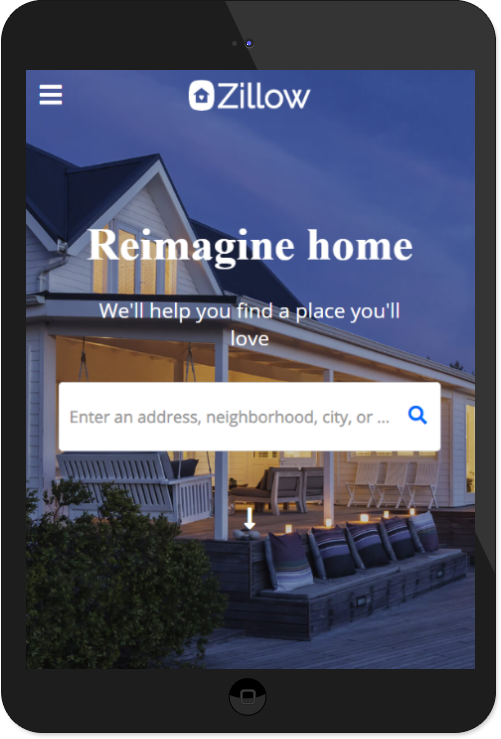 Zillow
Reimagine home
We'll help you find a place you'll
love
Enter an address, neighborhood, city, or ...